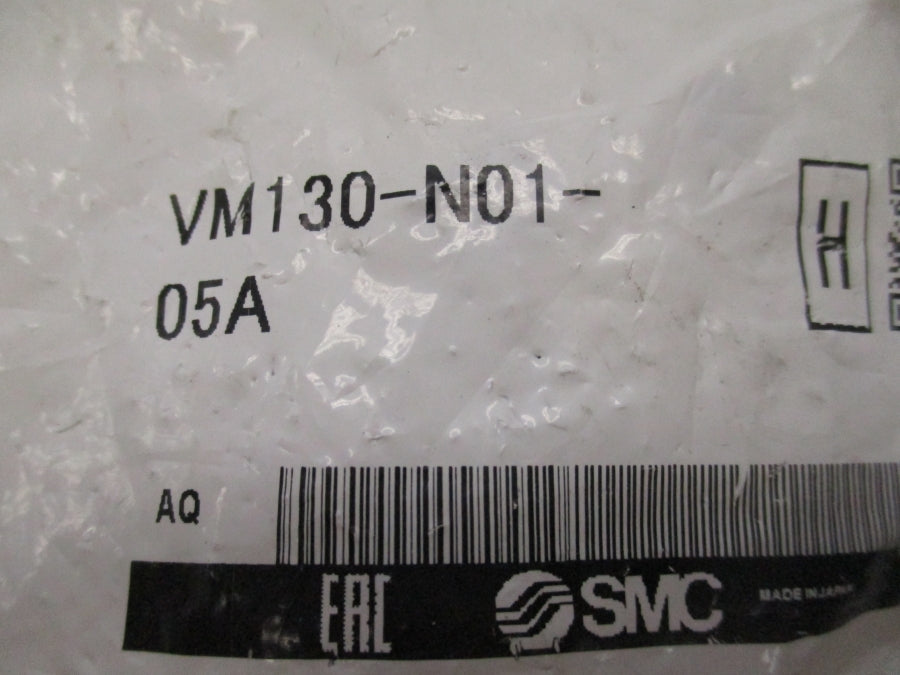 VM130-N01-
05A
AQ
EAC
SMC
MADE IN JAPAN